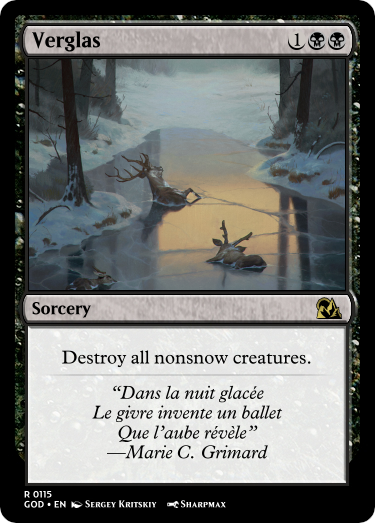 Verglas 1
Sorcery
Destroy all nonsnow creatures.
“Dans la nuit glacée
Le givre invente un ballet
Que l’aube révèle”
—Marie C. Grimard
R 0115
GOD • EN Sergey Kritskiy Sharpmax